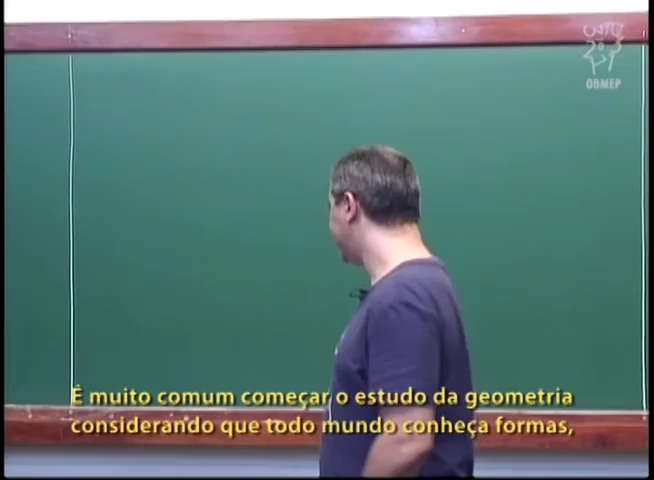 OBMEP
É muito comum começar o estudo da geometria
considerando que todo mundo conheça formas,